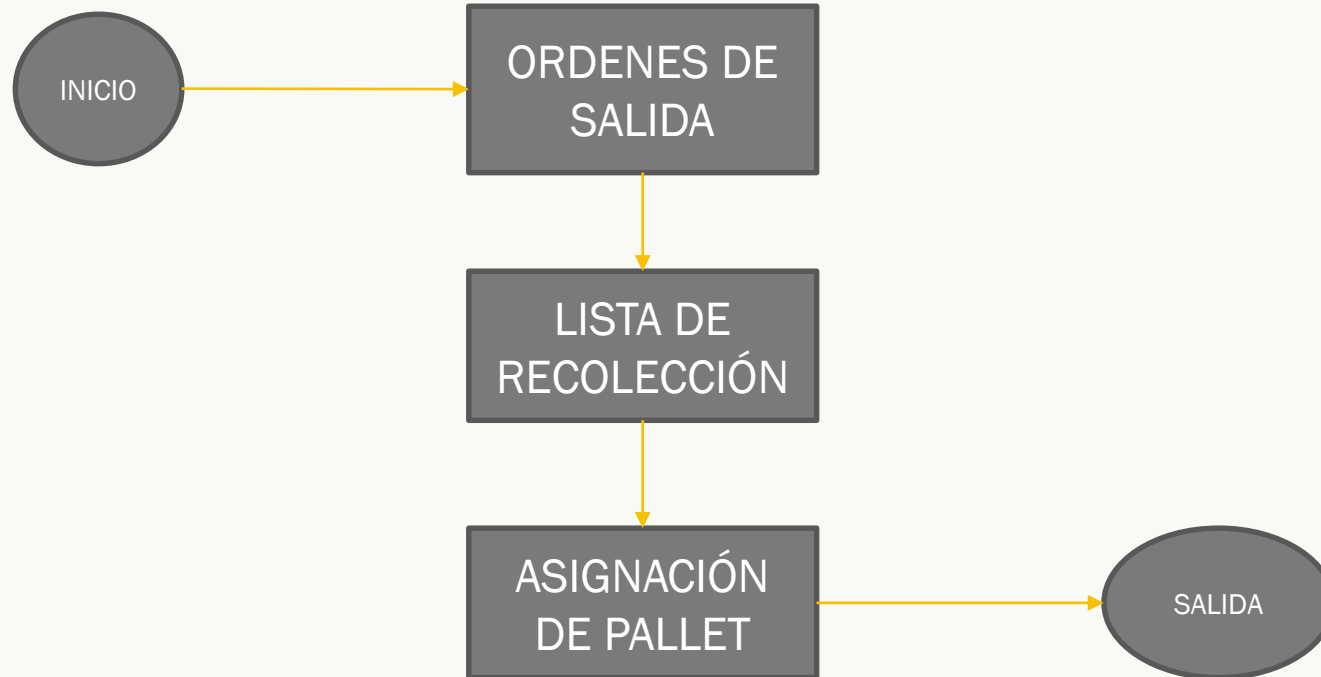 INICIO
ORDENES DE
SALIDA
LISTA DE
RECOLECCIÓN
ASIGNACIÓN
DE PALLET
SALIDA